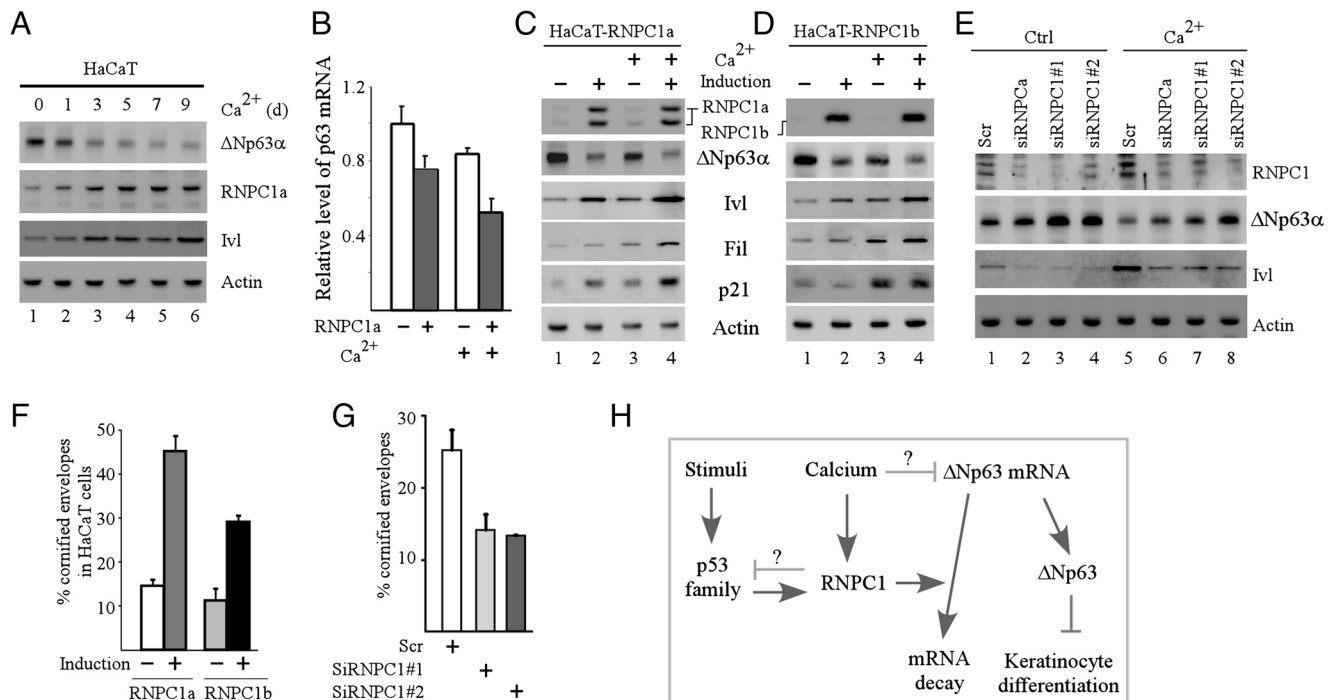 A
HaCaT
0 1 3 5 7 9 Ca2+ (d)
ΔNp63α
RNPC1a
Ivl
Actin
1 2 3 4 5 6
B
Relative level of p63 mRNA
1.2
0.8
0.4
RNPC1a – + – +
Ca2+ + +
C
HaCaT-RNPC1a
+ + Ca2+
– + – + Induction
RNPC1a
RNPC1b
ΔNp63α
Ivl
Fil
p21
Actin
1 2 3 4
D
HaCaT-RNPC1b
+ +
– + – +
1 2 3 4
E
Ctrl Ca2+
Scr siRNPCa siRNPC1#1 siRNPC1#2 Scr siRNPCa siRNPC1#1 siRNPC1#2
RNPC1
ΔNp63α
Ivl
Actin
1 2 3 4 5 6 7 8
F
% cornified envelopes
in HaCaT cells
50
40
30
20
10
Induction – + – +
RNPC1a RNPC1b
G
% cornified envelopes
30
20
10
Scr +
SiRNPC1#1 +
SiRNPC1#2 +
H
Stimuli Calcium ? ΔNp63 mRNA
?
p53
family
RNPC1
ΔNp63
mRNA
decay
Keratinocyte
differentiation